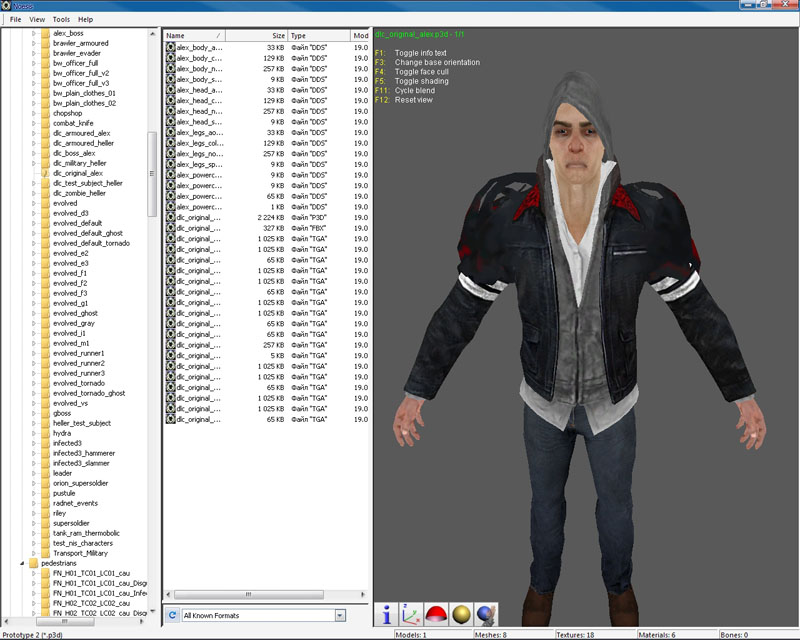 Noesis
File View Tools Help
alex_boss
brawler_armoured
brawler_evader
bw_officer_full
bw_officer_full_v2
bw_officer_full_v3
bw_plain_clothes_01
bw_plain_clothes_02
chopshop
combat_knife
dlc_armoured_alex
dlc_armoured_heller
dlc_boss_alex
dlc_military_heller
dlc_original_alex
dlc_test_subject_heller
dlc_zombie_heller
evolved
evolved_d3
evolved_default
evolved_default_ghost
evolved_default_tornado
evolved_e2
evolved_e3
evolved_f1
evolved_f2
evolved_f3
evolved_g1
evolved_ghost
evolved_gray
evolved_i1
evolved_m1
evolved_runner1
evolved_runner2
evolved_runner3
evolved_tornado
evolved_tornado_ghost
evolved_vs
gboss
heller_test_subject
hydra
infected3
infected3_hammerer
infected3_slammer
leader
orion_supersoldier
pustule
radnet_events
riley
supersoldier
tank_ram_thermobolic
test_nis_characters
Transport_Military
pedestrians
FN_H01_TC01_LC01_cau
FN_H01_TC01_LC01_cau_Disgu
FN_H01_TC01_LC01_cau_Infe
FN_H02_TC02_LC02_cau
FN_H02_TC02_LC02_cau_Disgu
Name Size Type Mod
alex_body_a... 33 KB Файл "DDS" 19.0
alex_body_c... 129 KB Файл "DDS" 19.0
alex_body_n... 257 KB Файл "DDS" 19.0
alex_body_s... 9 KB Файл "DDS" 19.0
alex_head_a... 33 KB Файл "DDS" 19.0
alex_head_c... 129 KB Файл "DDS" 19.0
alex_head_n... 257 KB Файл "DDS" 19.0
alex_head_s... 9 KB Файл "DDS" 19.0
alex_legs_ao... 33 KB Файл "DDS" 19.0
alex_legs_col... 129 KB Файл "DDS" 19.0
alex_legs_no... 257 KB Файл "DDS" 19.0
alex_legs_sp... 9 KB Файл "DDS" 19.0
alex_powerc... 9 KB Файл "DDS" 19.0
alex_powerc... 9 KB Файл "DDS" 19.0
alex_powerc... 65 KB Файл "DDS" 19.0
alex_powerc... 1 KB Файл "DDS" 19.0
dlc_original_... 2 224 KB Файл "P3D" 19.0
dlc_original_... 327 KB Файл "FBX" 19.0
dlc_original_... 1 025 KB Файл "TGA" 19.0
dlc_original_... 1 025 KB Файл "TGA" 19.0
dlc_original_... 65 KB Файл "TGA" 19.0
dlc_original_... 1 025 KB Файл "TGA" 19.0
dlc_original_... 65 KB Файл "TGA" 19.0
dlc_original_... 65 KB Файл "TGA" 19.0
dlc_original_... 1 025 KB Файл "TGA" 19.0
dlc_original_... 1 025 KB Файл "TGA" 19.0
dlc_original_... 65 KB Файл "TGA" 19.0
dlc_original_... 65 KB Файл "TGA" 19.0
dlc_original_... 257 KB Файл "TGA" 19.0
dlc_original_... 5 KB Файл "TGA" 19.0
dlc_original_... 1 025 KB Файл "TGA" 19.0
dlc_original_... 1 025 KB Файл "TGA" 19.0
dlc_original_... 65 KB Файл "TGA" 19.0
dlc_original_... 1 025 KB Файл "TGA" 19.0
dlc_original_... 1 025 KB Файл "TGA" 19.0
dlc_original_... 65 KB Файл "TGA" 19.0
All Known Formats
dlc_original_alex.p3d - 1/1
F1: Toggle info text
F3: Change base orientation
F4: Toggle face cull
F5: Toggle shading
F11: Cycle blend
F12: Reset view
Prototype 2 (*.p3d) Models: 1 Meshes: 8 Textures: 18 Materials: 6 Bones: 0